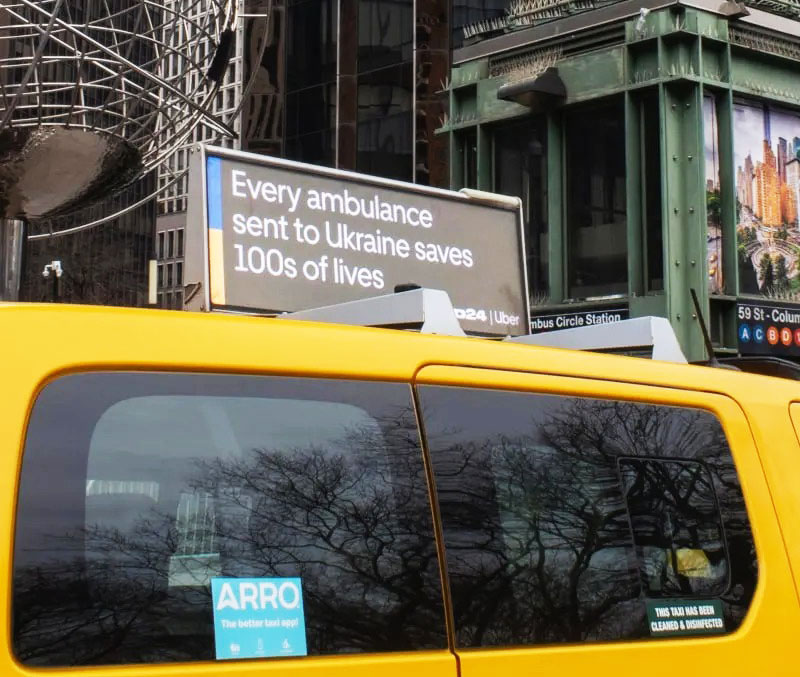 Every ambulance
sent to Ukraine saves
100s of lives
24 | Uber
mbus Circle Station
59 St - Colum
A C B D
ARRO
The better taxi app!
THIS TAXI HAS BEEN
CLEANED & DISINFECTED